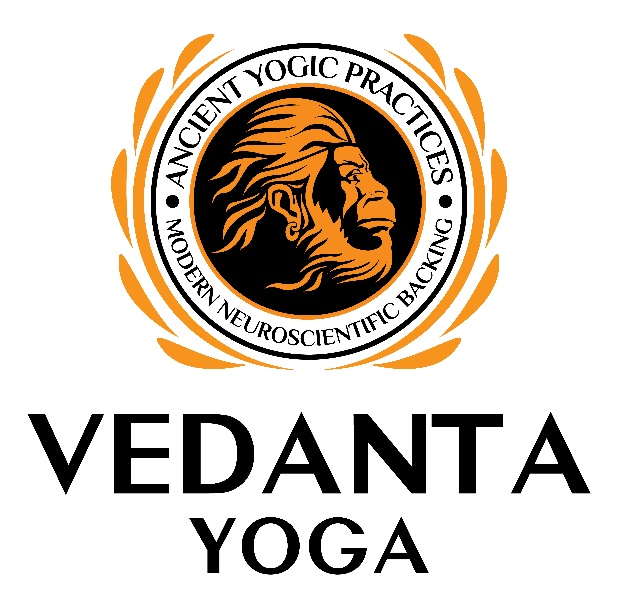 ANCIENT YOGIC PRACTICES
MODERN NEUROSCIENTIFIC BACKING
VEDANTA
YOGA